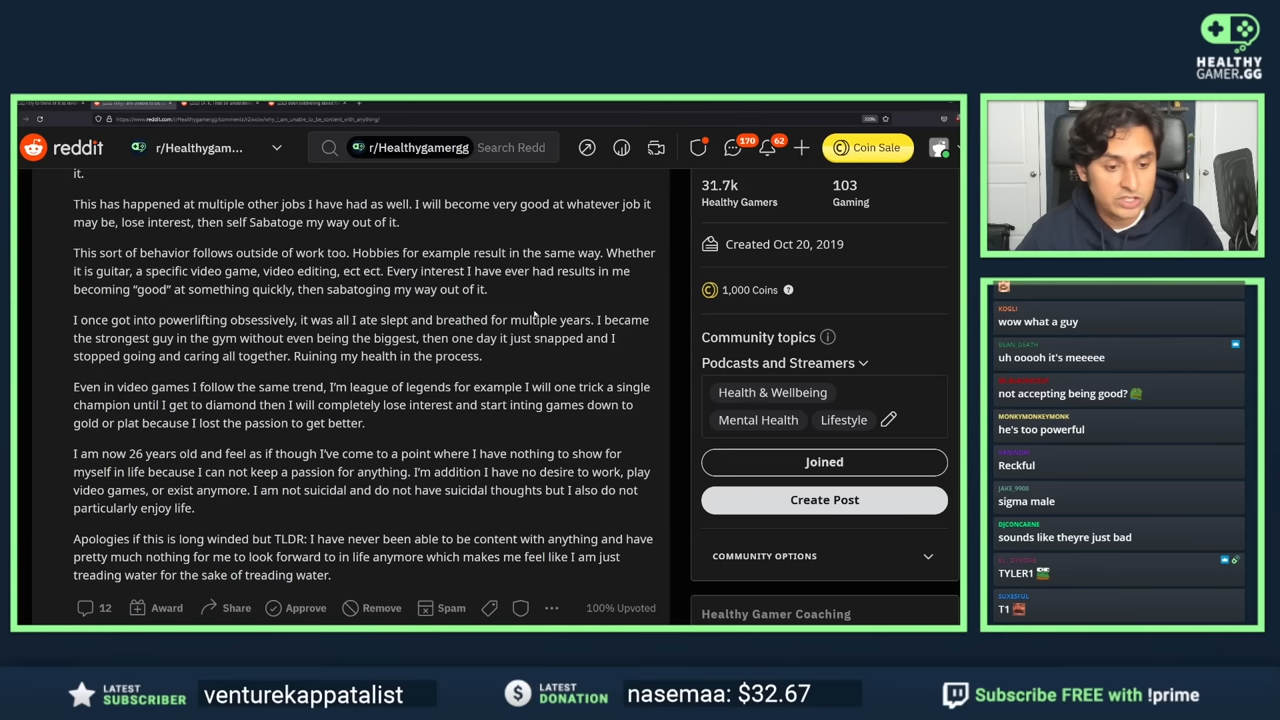 HEALTHY
GAMER.GG
reddit
r/Healthygam...
r/Healthygamergg
Search Redd
170
62
Coin Sale
it.
This has happened at multiple other jobs I have had as well. I will become very good at whatever job it
may be, lose interest, then self Sabatoge my way out of it.
This sort of behavior follows outside of work too. Hobbies for example result in the same way. Whether
it is guitar, a specific video game, video editing, ect ect. Every interest I have ever had results in me
becoming “good” at something quickly, then sabatoging my way out of it.
I once got into powerlifting obsessively, it was all I ate slept and breathed for multiple years. I became
the strongest guy in the gym without even being the biggest, then one day it just snapped and I
stopped going and caring all together. Ruining my health in the process.
Even in video games I follow the same trend, I’m league of legends for example I will one trick a single
champion until I get to diamond then I will completely lose interest and start inting games down to
gold or plat because I lost the passion to get better.
I am now 26 years old and feel as if though I’ve come to a point where I have nothing to show for
myself in life because I can not keep a passion for anything. I’m addition I have no desire to work, play
video games, or exist anymore. I am not suicidal and do not have suicidal thoughts but I also do not
particularly enjoy life.
Apologies if this is long winded but TLDR: I have never been able to be content with anything and have
pretty much nothing for me to look forward to in life anymore which makes me feel like I am just
treading water for the sake of treading water.
12
Award
Share
Approve
Remove
Spam
100% Upvoted
31.7k
103
Healthy Gamers
Gaming
Created Oct 20, 2019
1,000 Coins
Community topics
Podcasts and Streamers
Health & Wellbeing
Mental Health
Lifestyle
Joined
Create Post
COMMUNITY OPTIONS
Healthy Gamer Coaching
KOGLI
wow what a guy
DEAN_DEATH
uh ooooh it's meeeee
not accepting being good?
MONKYMONKEYMONK
he's too powerful
Reckful
JAKE_9903
sigma male
DJCONCARNE
sounds like theyre just bad
TYLER1
SUXESFUL
T1
LATEST
SUBSCRIBER
venturekappatalist
LATEST
DONATION
nasemaa: $32.67
Subscribe FREE with !prime